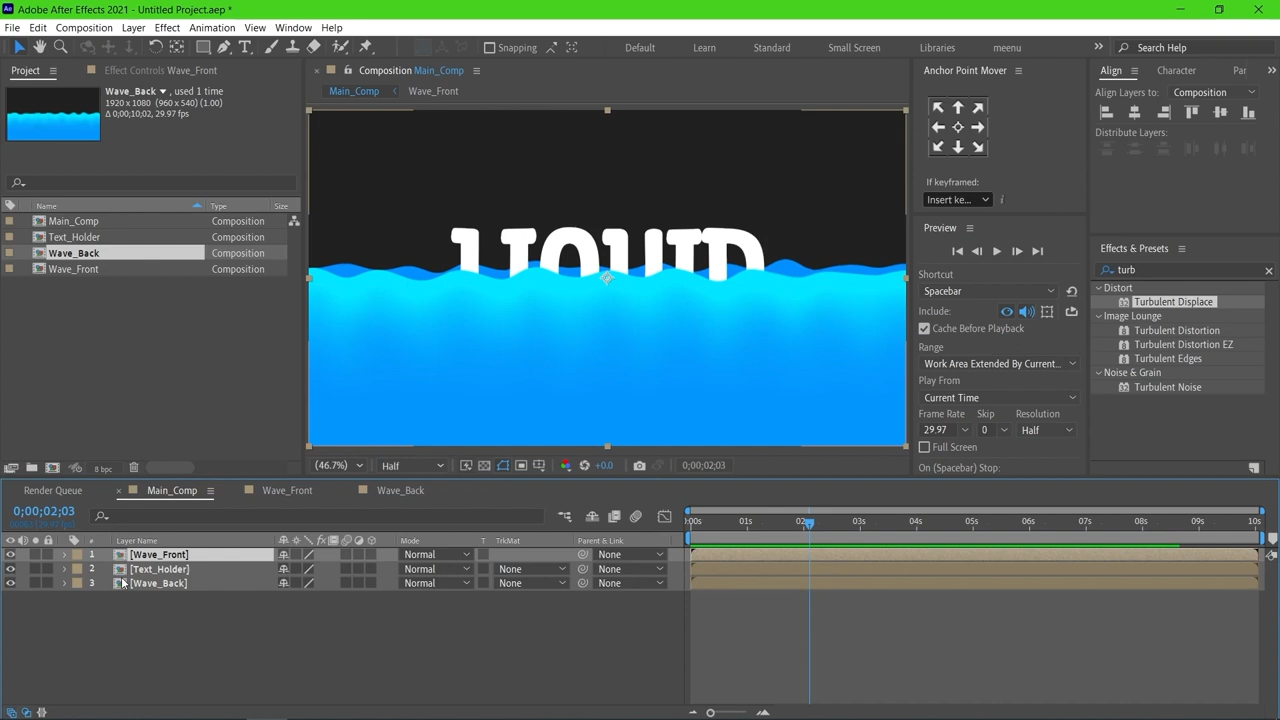 Adobe After Effects 2021 - Untitled Project.aep *
File Edit Composition Layer Effect Animation View Window Help
Snapping Default Learn Standard Small Screen Libraries meenu Search Help
Project Effect Controls Wave_Front
Wave_Back , used 1 time
1920 x 1080 (960 x 540) (1.00)
Δ 0;00;10;02, 29.97 fps
Name Type Size
Main_Comp Composition
Text_Holder Composition
Wave_Back Composition
Wave_Front Composition
8 bpc
Composition Main_Comp
Main_Comp Wave_Front
LIQUID
(46.7%) Half +0.0 0;00;02;03
Anchor Point Mover
If keyframed:
Insert ke...
Preview
Shortcut
Spacebar
Include:
Cache Before Playback
Range
Work Area Extended By Current...
Play From
Current Time
Frame Rate Skip Resolution
29.97 0 Half
Full Screen
On (Spacebar) Stop:
Align Character Par
Align Layers to: Composition
Distribute Layers:
Effects & Presets
turb
Distort
Turbulent Displace
Image Lounge
Turbulent Distortion
Turbulent Distortion EZ
Turbulent Edges
Noise & Grain
Turbulent Noise
Render Queue Main_Comp Wave_Front Wave_Back
0;00;02;03
00063 (29.97 fps)
# Layer Name Mode T TrkMat Parent & Link
1 [Wave_Front] Normal None
2 [Text_Holder] Normal None None
3 [Wave_Back] Normal None None
:00s 01s 02s 03s 04s 05s 06s 07s 08s 09s 10s